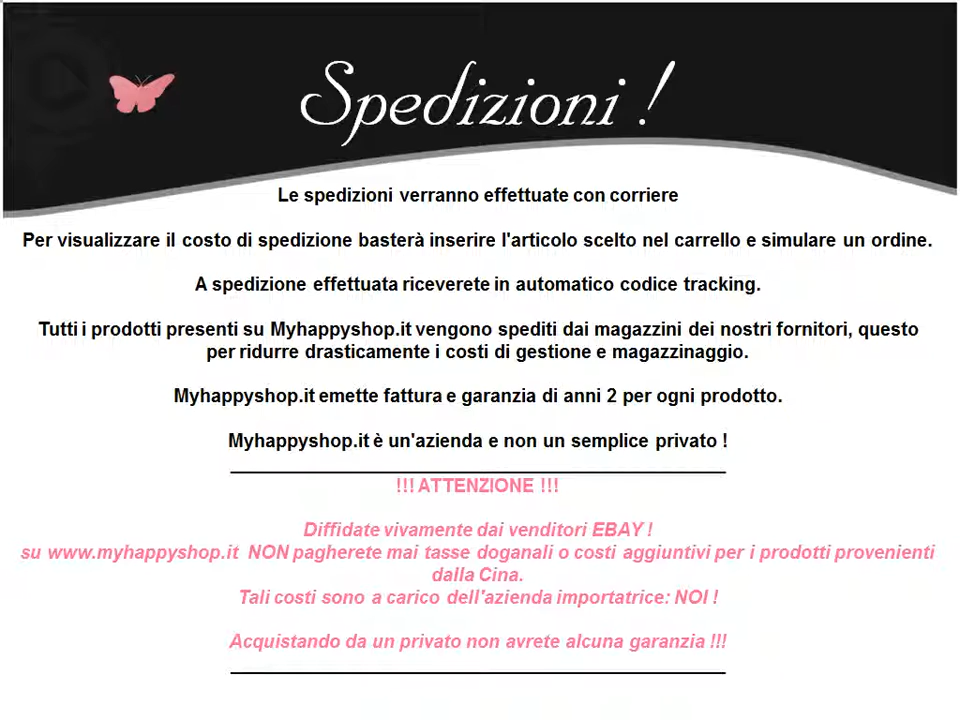 Spedizioni !
Le spedizioni verranno effettuate con corriere
Per visualizzare il costo di spedizione basterà inserire l'articolo scelto nel carrello e simulare un ordine.
A spedizione effettuata riceverete in automatico codice tracking.
Tutti i prodotti presenti su Myhappyshop.it vengono spediti dai magazzini dei nostri fornitori, questo
per ridurre drasticamente i costi di gestione e magazzinaggio.
Myhappyshop.it emette fattura e garanzia di anni 2 per ogni prodotto.
Myhappyshop.it è un'azienda e non un semplice privato !
!!! ATTENZIONE !!!
Diffidate vivamente dai venditori EBAY !
su www.myhappyshop.it NON pagherete mai tasse doganali o costi aggiuntivi per i prodotti provenienti
dalla Cina.
Tali costi sono a carico dell'azienda importatrice: NOI !
Acquistando da un privato non avrete alcuna garanzia !!!